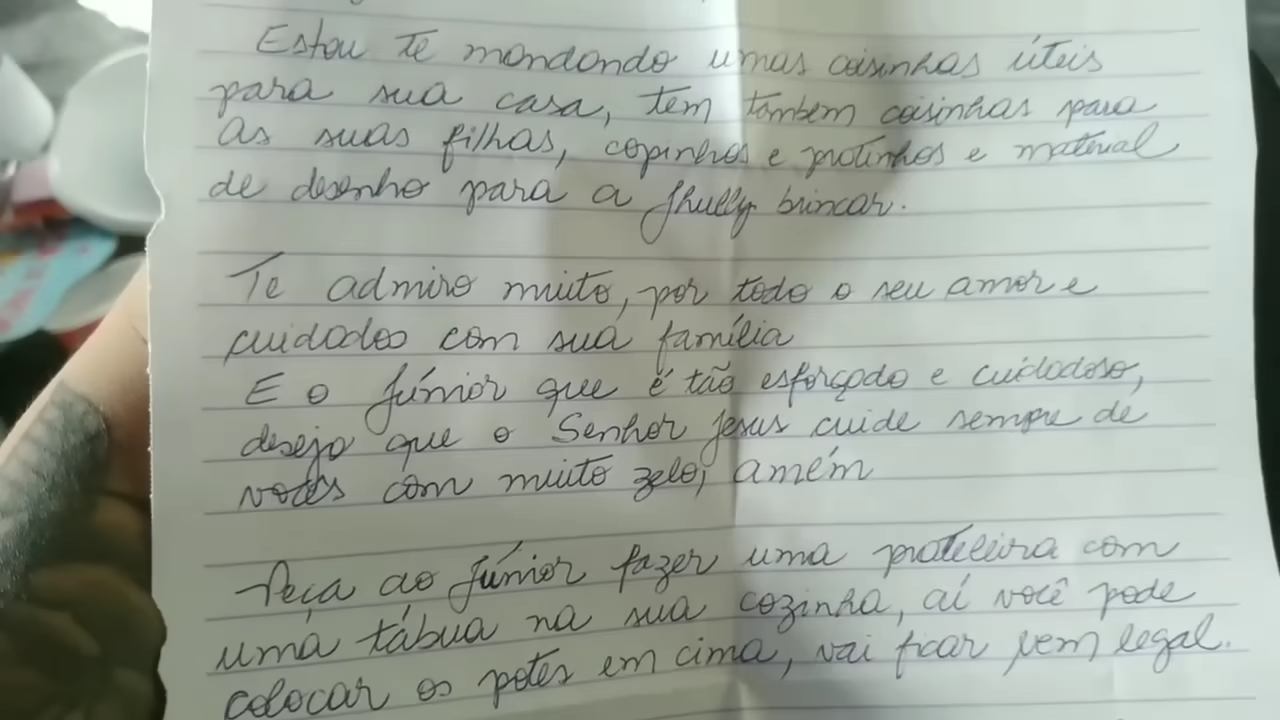 Estou te mandando umas coisinhas úteis
para sua casa, tem também coisinhas para
as suas filhas, copinhos e pratinhos e material
de desenho para a Jhully brincar.
Te admiro muito, por todo o seu amor e
cuidados com sua família
E o Júnior que é tão esforçado e cuidadoso,
desejo que o Senhor Jesus cuide sempre de
vocês com muito zelo, amém
Peça ao Júnior fazer uma prateleira com
uma tábua na sua cozinha, aí você pode
colocar os potes em cima, vai ficar bem legal.